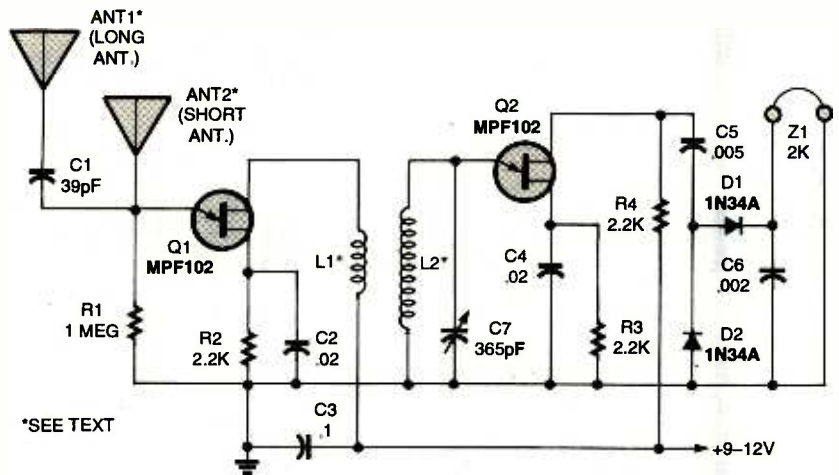 ANT1*
(LONG
ANT.)
ANT2*
(SHORT
ANT.)
C1
39pF
Q1
MPF102
R1
1 MEG
R2
2.2K
C2
.02
C3
.1
L1*
L2*
C7
365pF
Q2
MPF102
C4
.02
R3
2.2K
R4
2.2K
C5
.005
D1
1N34A
D2
1N34A
C6
.002
Z1
2K
+9–12V
*SEE TEXT